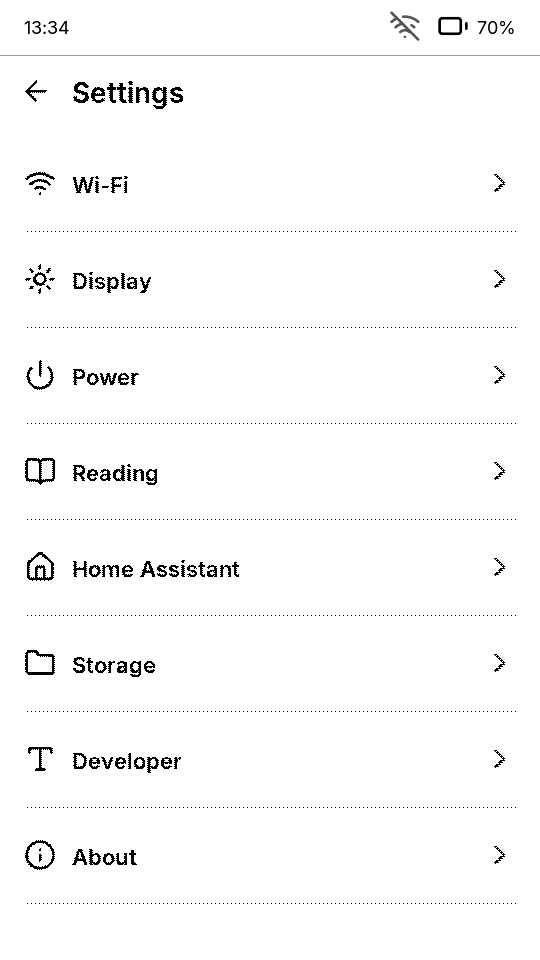 13:34 70%
Settings
Wi-Fi
Display
Power
Reading
Home Assistant
Storage
Developer
About